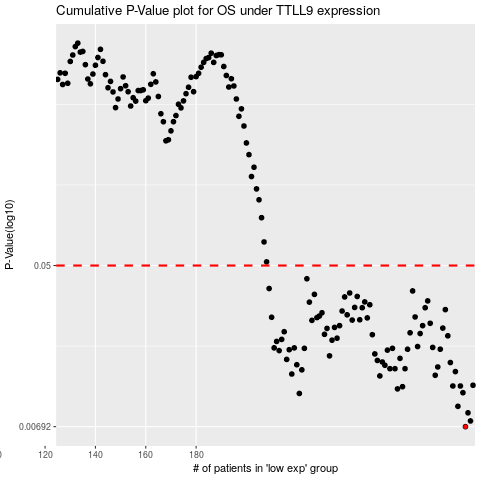 Cumulative P-Value plot for OS under TTLL9 expression
P-Value(log10)
0.05
0.00692
0
120
140
160
180
# of patients in 'low exp' group